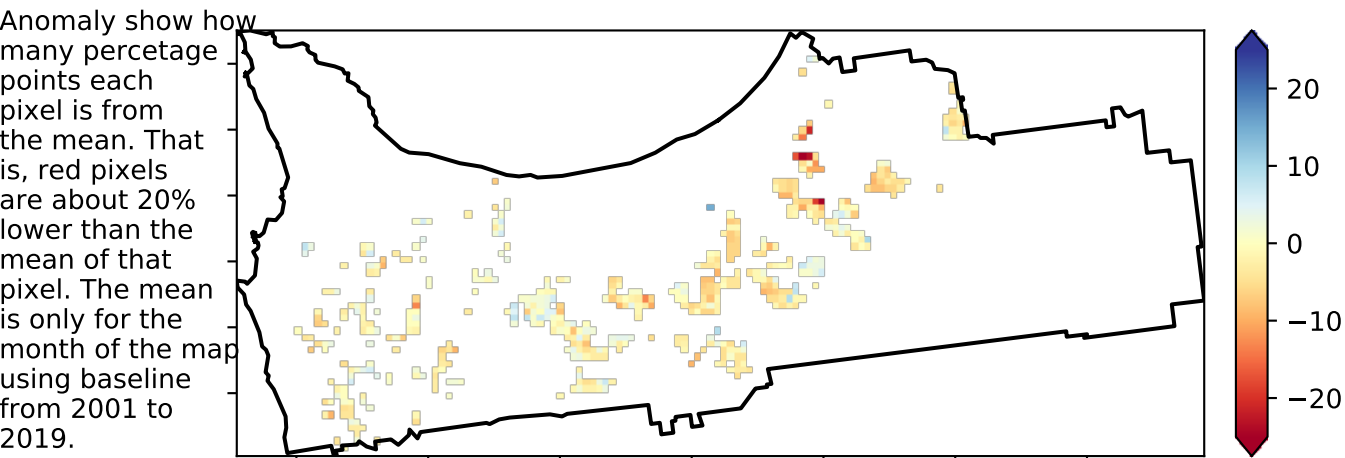 Anomaly show how
many percetage
points each
pixel is from
the mean. That
is, red pixels
are about 20%
lower than the
mean of that
pixel. The mean
is only for the
month of the map
using baseline
from 2001 to
2019.
20
10
0
−10
−20